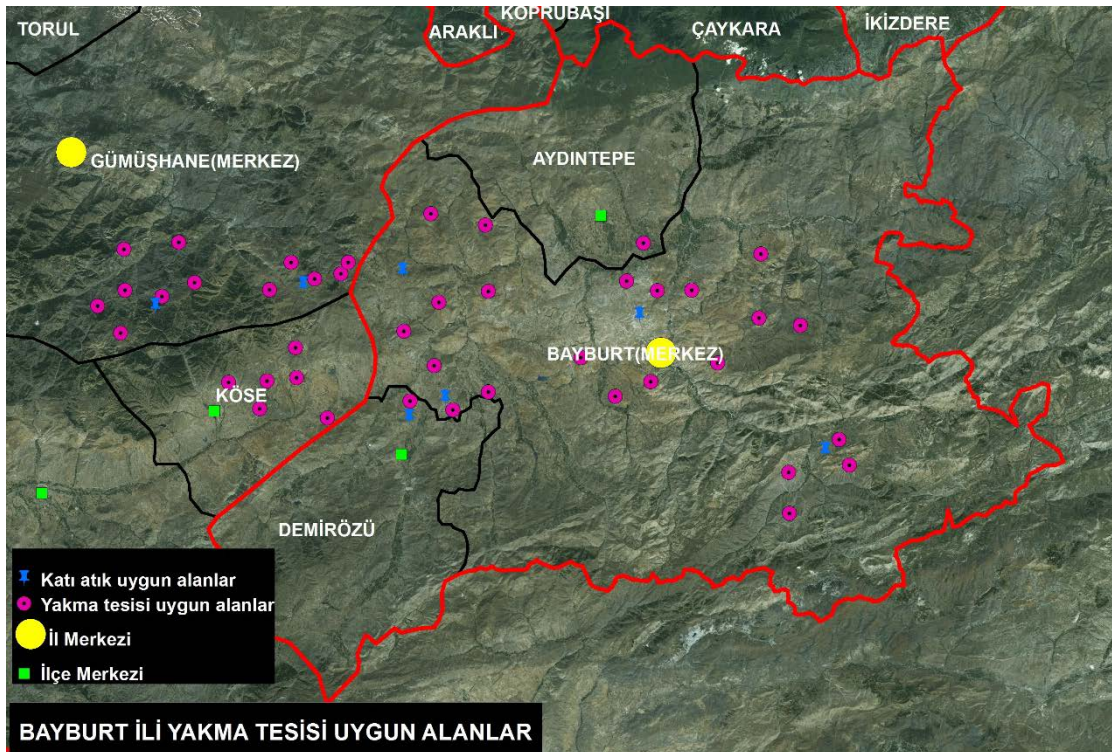 KÖPRÜBAŞI
TORUL
ARAKLI
ÇAYKARA
İKİZDERE
GÜMÜŞHANE(MERKEZ)
AYDINTEPE
BAYBURT(MERKEZ)
KÖSE
DEMİRÖZÜ
Katı atık uygun alanlar
Yakma tesisi uygun alanlar
İl Merkezi
İlçe Merkezi
BAYBURT İLİ YAKMA TESİSİ UYGUN ALANLAR